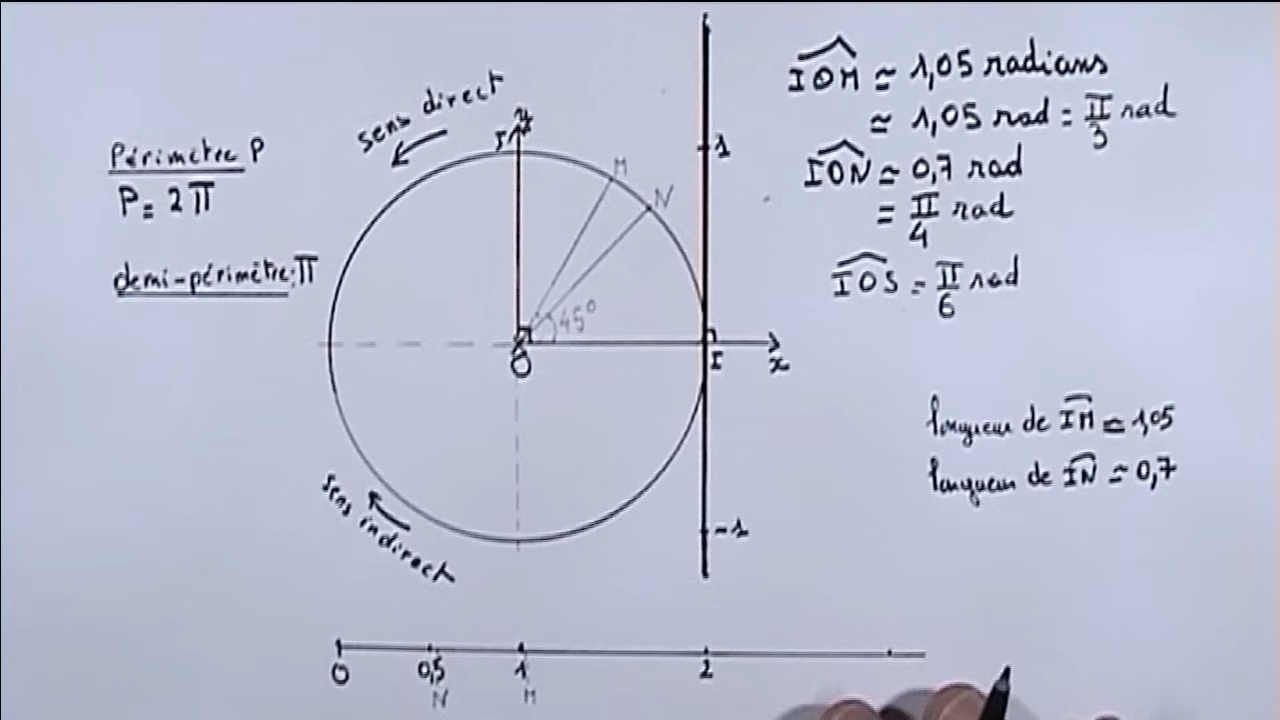 Périmètre P
P = 2π
demi-périmètre: π
sens direct
J
y
M
N
45°
O
I
x
1
-1
sens indirect
IOM ≃ 1,05 radians
≃ 1,05 rad = π/3 rad
ION ≃ 0,7 rad
= π/4 rad
IOS = π/6 rad
longueur de IM ≃ 1,05
longueur de IN ≃ 0,7
0 0,5 1 2
N M